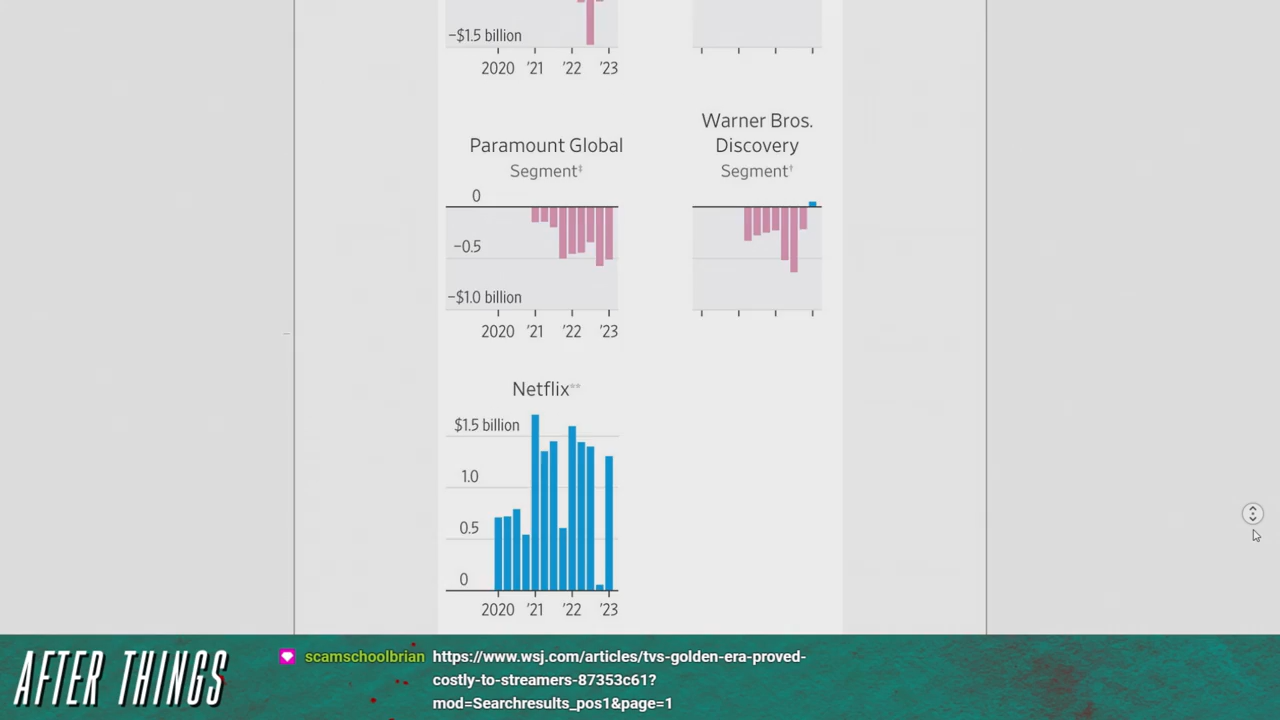 −$1.5 billion
2020 '21 '22 '23
Paramount Global
Segment‡
0
−0.5
−$1.0 billion
2020 '21 '22 '23
Warner Bros.
Discovery
Segment†
Netflix**
$1.5 billion
1.0
0.5
0
2020 '21 '22 '23
AFTER THINGS
scamschoolbrian https://www.wsj.com/articles/tvs-golden-era-proved-
costly-to-streamers-87353c61?
mod=Searchresults_pos1&page=1